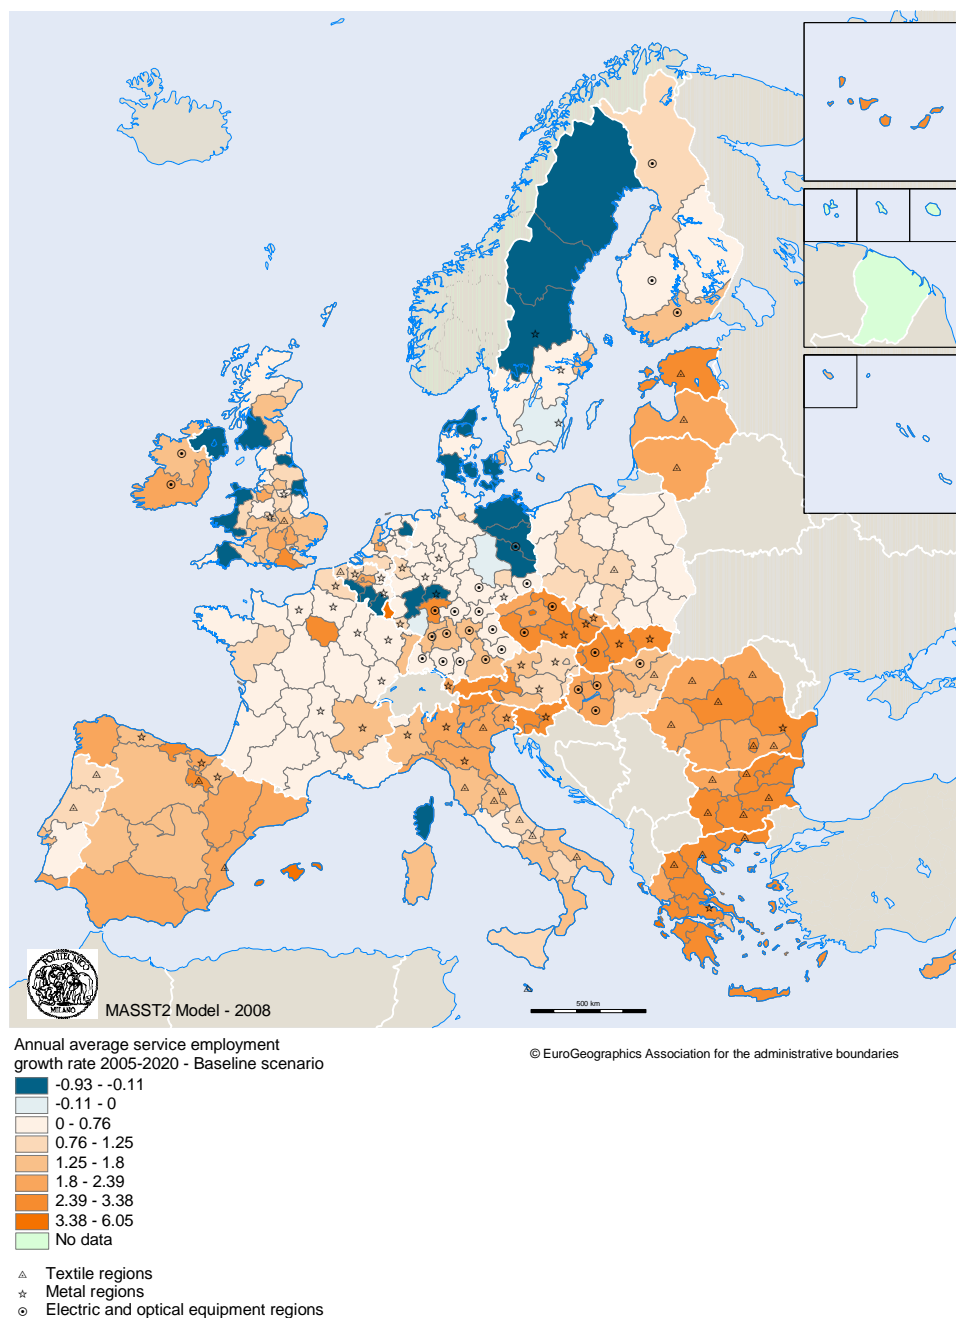 POLITECNICO
MILANO
MASST2 Model - 2008
500 km
Annual average service employment
growth rate 2005-2020 - Baseline scenario
© EuroGeographics Association for the administrative boundaries
-0.93 - -0.11
-0.11 - 0
0 - 0.76
0.76 - 1.25
1.25 - 1.8
1.8 - 2.39
2.39 - 3.38
3.38 - 6.05
No data
Textile regions
Metal regions
Electric and optical equipment regions